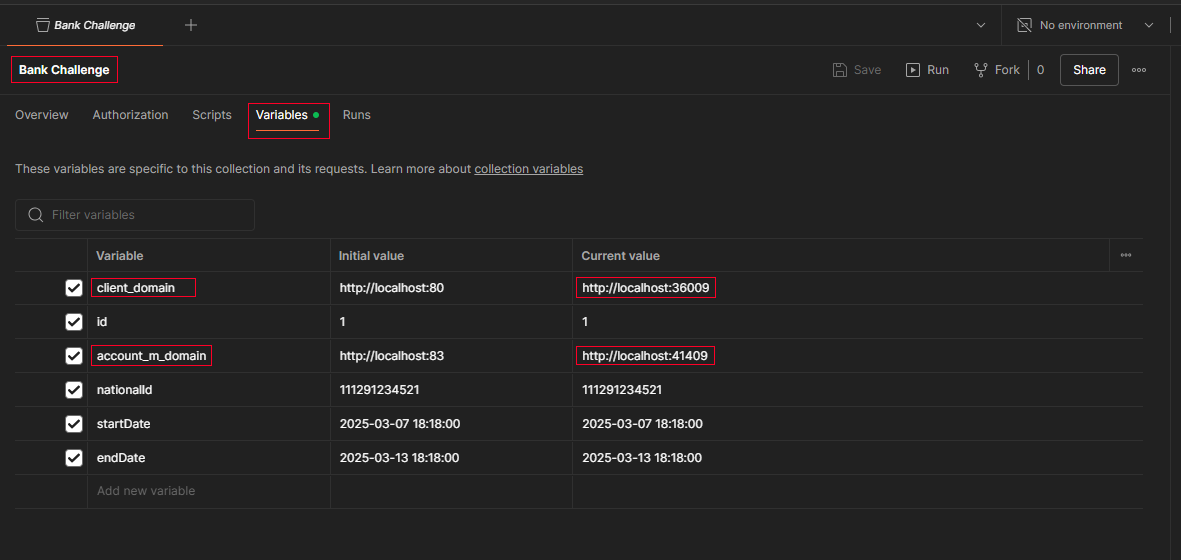 Bank Challenge
No environment
Bank Challenge Save Run Fork 0 Share
Overview Authorization Scripts Variables Runs
These variables are specific to this collection and its requests. Learn more about collection variables
Filter variables
Variable Initial value Current value
client_domain http://localhost:80 http://localhost:36009
id 1 1
account_m_domain http://localhost:83 http://localhost:41409
nationalId 111291234521 111291234521
startDate 2025-03-07 18:18:00 2025-03-07 18:18:00
endDate 2025-03-13 18:18:00 2025-03-13 18:18:00
Add new variable